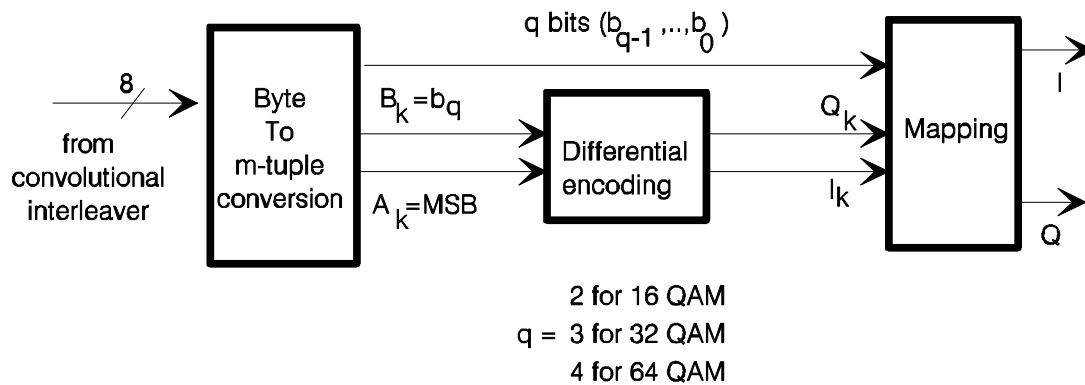 q bits (b_{q-1} ,..,b_0 )
8
from
convolutional
interleaver
Byte
To
m-tuple
conversion
B_k =b_q
A_k =MSB
Differential
encoding
Q_k
I_k
Mapping
I
Q
2 for 16 QAM
q = 3 for 32 QAM
4 for 64 QAM